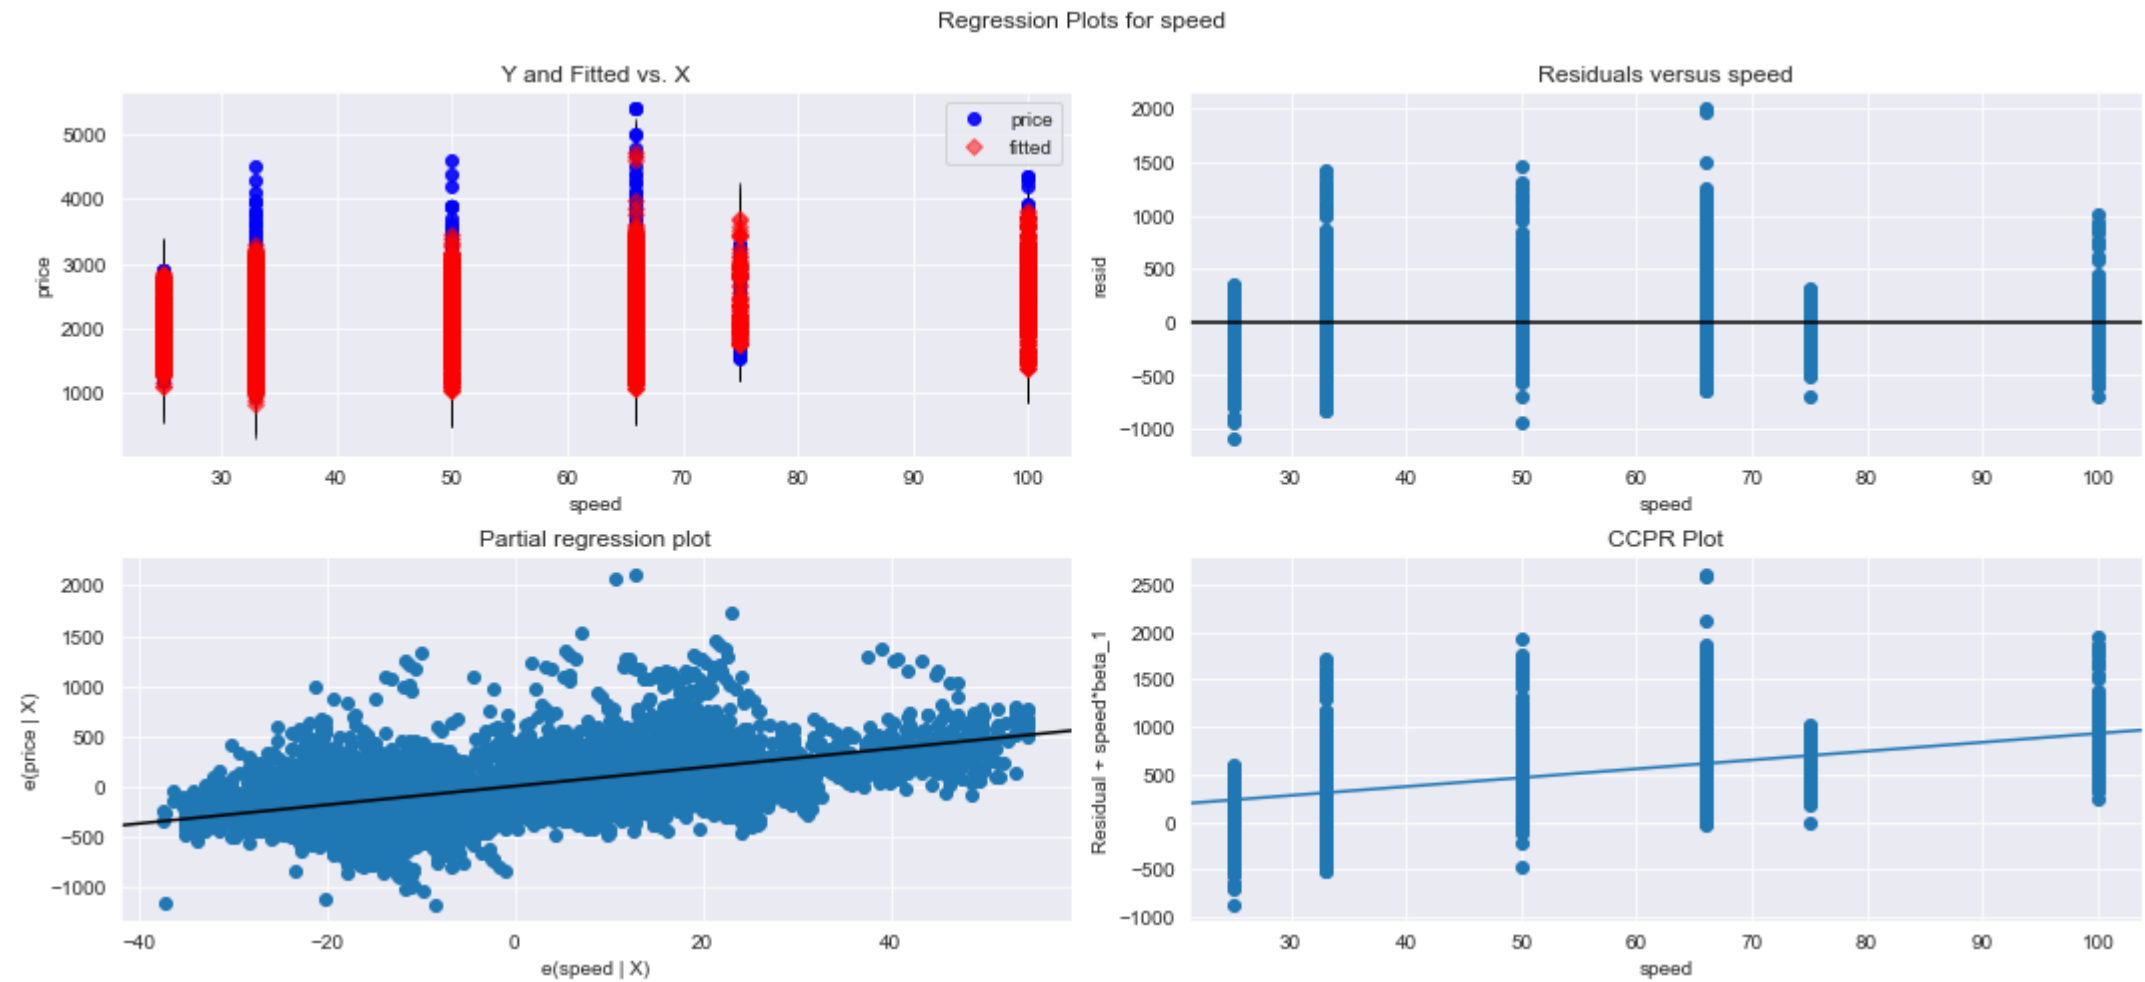 Regression Plots for speed
Y and Fitted vs. X
price
fitted
5000
4000
3000
2000
1000
price
30 40 50 60 70 80 90 100
speed
Residuals versus speed
2000
1500
1000
500
0
−500
−1000
resid
30 40 50 60 70 80 90 100
speed
Partial regression plot
2000
1500
1000
500
0
−500
−1000
e(price | X)
−40 −20 0 20 40
e(speed | X)
CCPR Plot
2500
2000
1500
1000
500
0
−500
−1000
Residual + speed*beta_1
30 40 50 60 70 80 90 100
speed